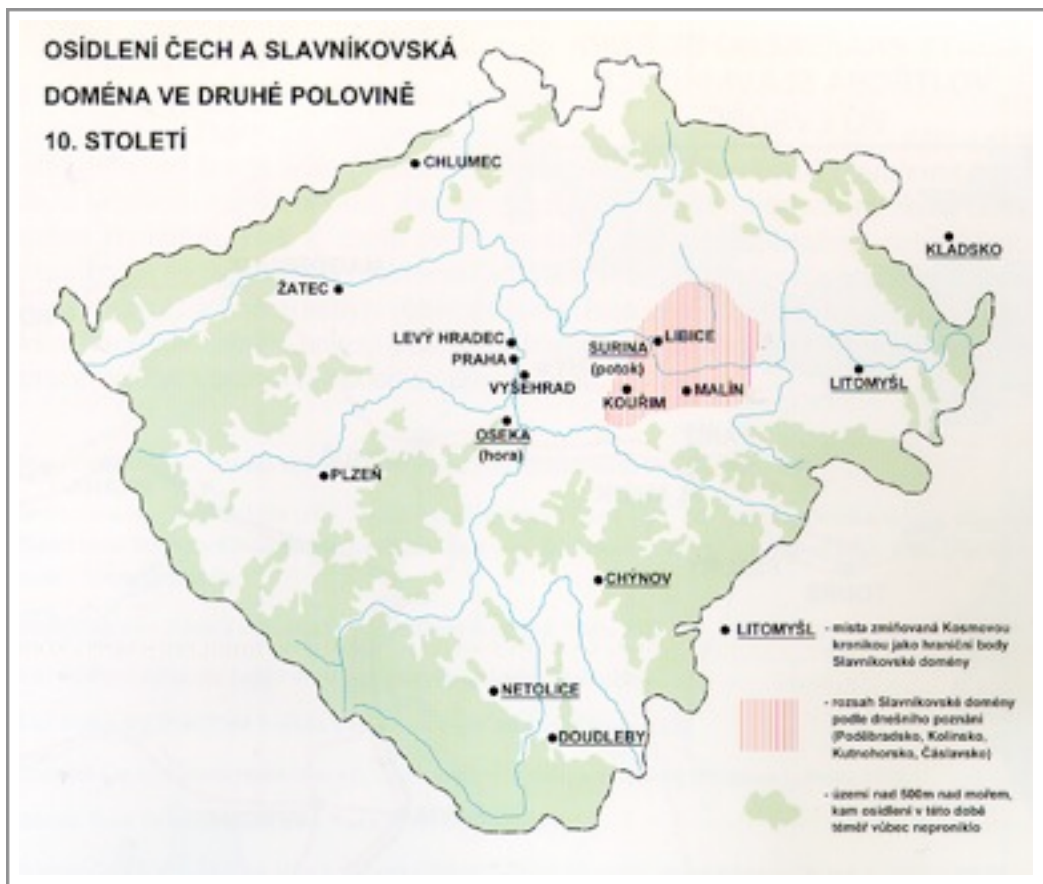 OSÍDLENÍ ČECH A SLAVNÍKOVSKÁ
DOMÉNA VE DRUHÉ POLOVINĚ
10. STOLETÍ
CHLUMEC
KLADSKO
ŽATEC
LEVÝ HRADEC
PRAHA
VYŠEHRAD
SURINA
(potok)
LIBICE
KOUŘIM
MALÍN
LITOMYŠL
OSEKA
(hora)
PLZEŇ
CHÝNOV
NETOLICE
DOUDLEBY
LITOMYŠL
- místa zmiňovaná Kosmovou
kronikou jako hraniční body
Slavníkovské domény
- rozsah Slavníkovské domény
podle dnešního poznání
(Poděbradsko, Kolínsko,
Kutnohorsko, Čáslavsko)
- území nad 500m nad mořem,
kam osídlení v této době
téměř vůbec neproniklo